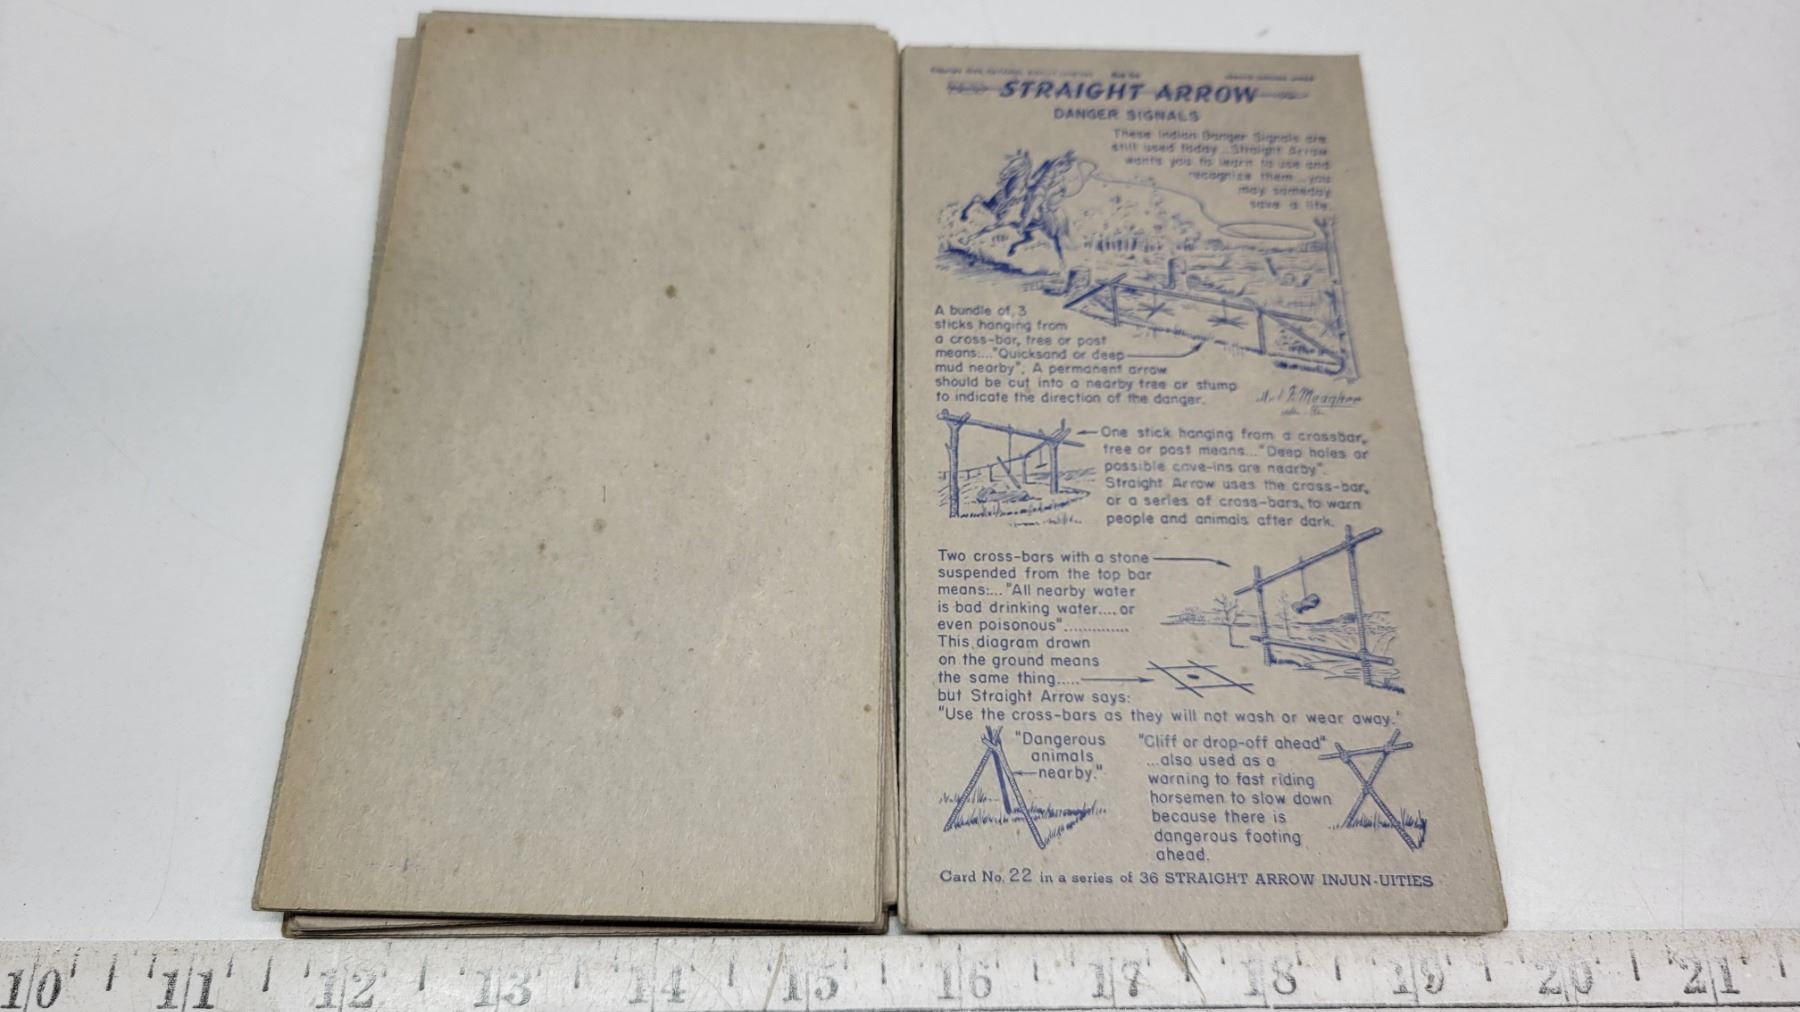 STRAIGHT ARROW
DANGER SIGNALS
These Indian Danger Signals are
still used today...Straight Arrow
wants you to learn to use and
recognize them...you
may someday
save a life.
A bundle of, 3
sticks hanging from
a cross-bar, tree or post
means:..."Quicksand or deep
mud nearby". A permanent arrow
should be cut into a nearby tree or stump
to indicate the direction of the danger.
One stick hanging from a crossbar,
tree or post means..."Deep holes or
possible cave-ins are nearby".
Straight Arrow uses the cross-bar,
or a series of cross-bars, to warn
people and animals after dark.
Two cross-bars with a stone
suspended from the top bar
means:... "All nearby water
is bad drinking water....or
even poisonous"..............
This diagram drawn
on the ground means
the same thing.....
but Straight Arrow says:
"Use the cross-bars as they will not wash or wear away."
"Dangerous
animals
nearby."
"Cliff or drop-off ahead"
...also used as a
warning to fast riding
horsemen to slow down
because there is
dangerous footing
ahead.
Card No. 22 in a series of 36 STRAIGHT ARROW INJUN-UITIES
10 11 12 13 14 15 16 17 18 19 20 21